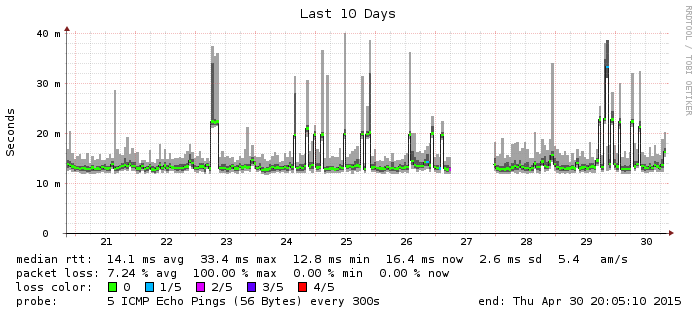 Last 10 Days
RRDTOOL / TOBI OETIKER
Seconds
40 m
30 m
20 m
10 m
0
21 22 23 24 25 26 27 28 29 30
median rtt: 14.1 ms avg 33.4 ms max 12.8 ms min 16.4 ms now 2.6 ms sd 5.4 am/s
packet loss: 7.24 % avg 100.00 % max 0.00 % min 0.00 % now
loss color: 0 1/5 2/5 3/5 4/5
probe: 5 ICMP Echo Pings (56 Bytes) every 300s end: Thu Apr 30 20:05:10 2015